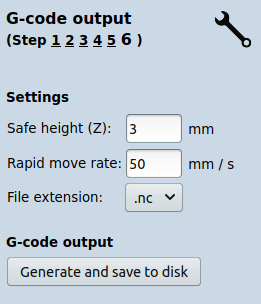 G-code output
(Step 1 2 3 4 5 6 )
Settings
Safe height (Z): 3 mm
Rapid move rate: 50 mm / s
File extension: .nc
G-code output
Generate and save to disk